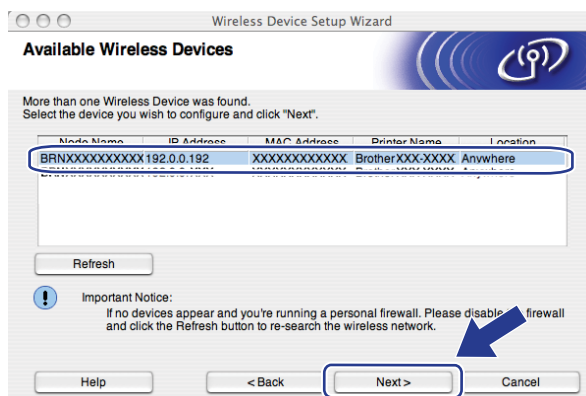 Wireless Device Setup Wizard
Available Wireless Devices
More than one Wireless Device was found.
Select the device you wish to configure and click "Next".
Node Name IP Address MAC Address Printer Name Location
BRNXXXXXXXXXX 192.0.0.192 XXXXXXXXXXXX Brother XXX-XXXX Anywhere
Refresh
Important Notice:
If no devices appear and you're running a personal firewall. Please disable firewall
and click the Refresh button to re-search the wireless network.
Help < Back Next > Cancel